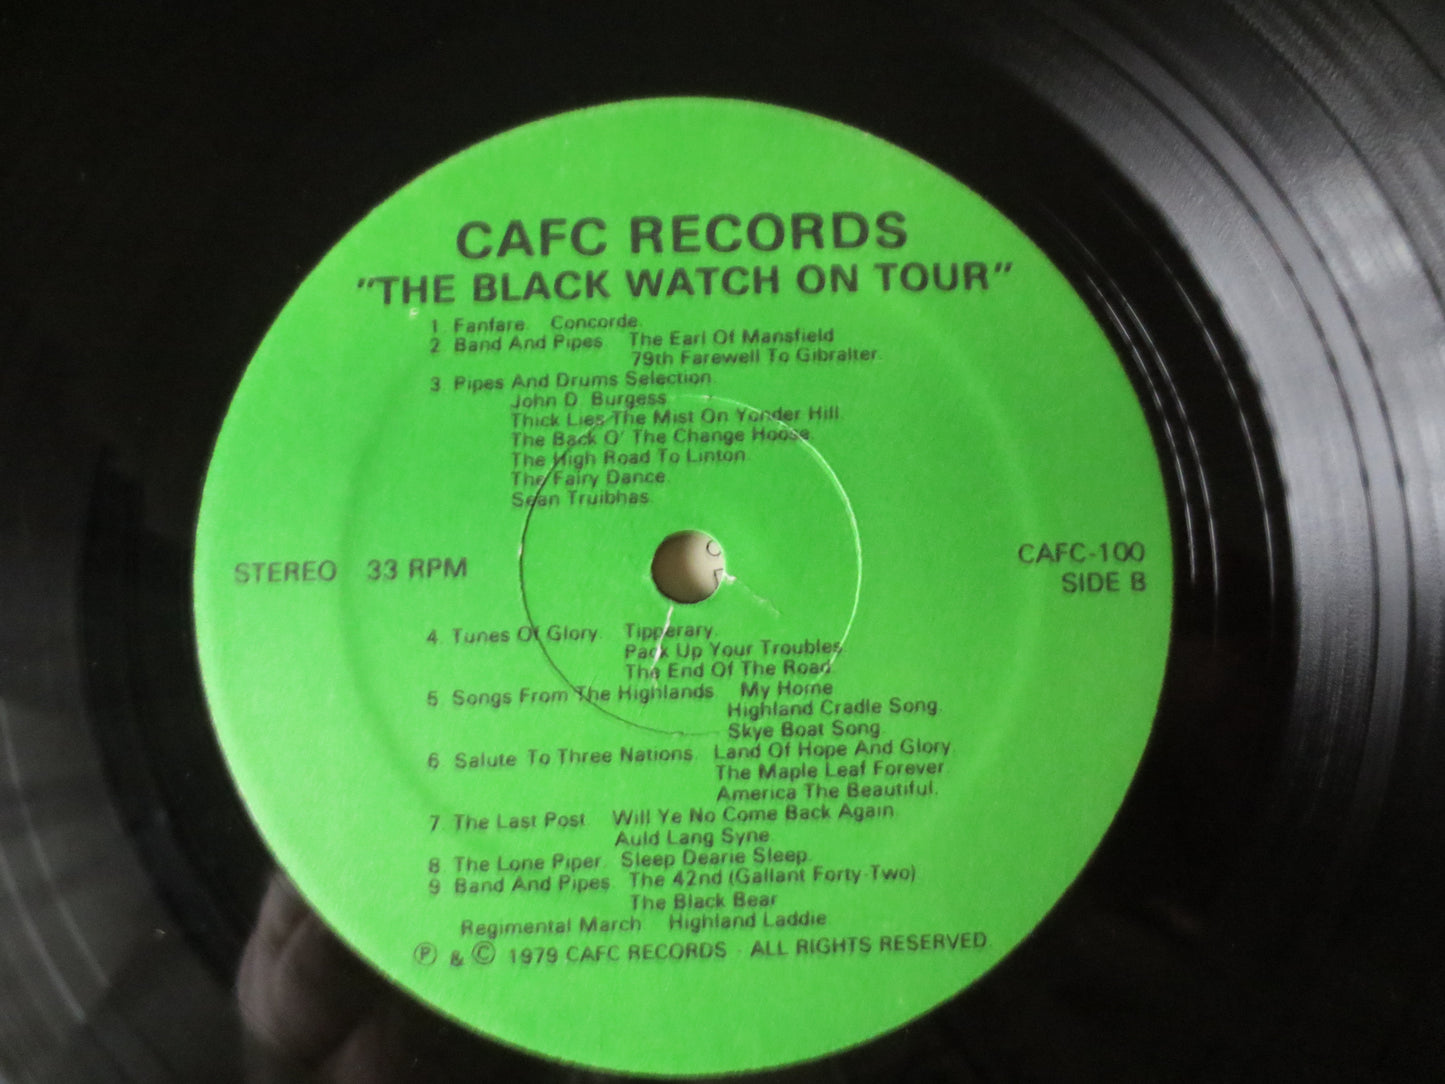 CAFC RECORDS
"THE BLACK WATCH ON TOUR"
1. Fanfare. Concorde.
2. Band And Pipes The Earl Of Mansfield
79th Farewell To Gibralter.
3. Pipes And Drums Selection.
John D. Burgess
Thick Lies The Mist On Yonder Hill
The Back O' The Change Hoose
The High Road To Linton
The Fairy Dance.
Sean Truibhas.
STEREO 33 RPM
CAFC-100
SIDE B
4. Tunes Of Glory. Tipperary.
Pack Up Your Troubles
The End Of The Road.
5. Songs From The Highlands My Home
Highland Cradle Song.
Skye Boat Song.
6. Salute To Three Nations. Land Of Hope And Glory.
The Maple Leaf Forever.
America The Beautiful.
7. The Last Post. Will Ye No Come Back Again.
Auld Lang Syne.
8. The Lone Piper. Sleep Dearie Sleep.
9. Band And Pipes. The 42nd (Gallant Forty-Two)
The Black Bear
Regimental March Highland Laddie
Ⓟ & © 1979 CAFC RECORDS · ALL RIGHTS RESERVED.